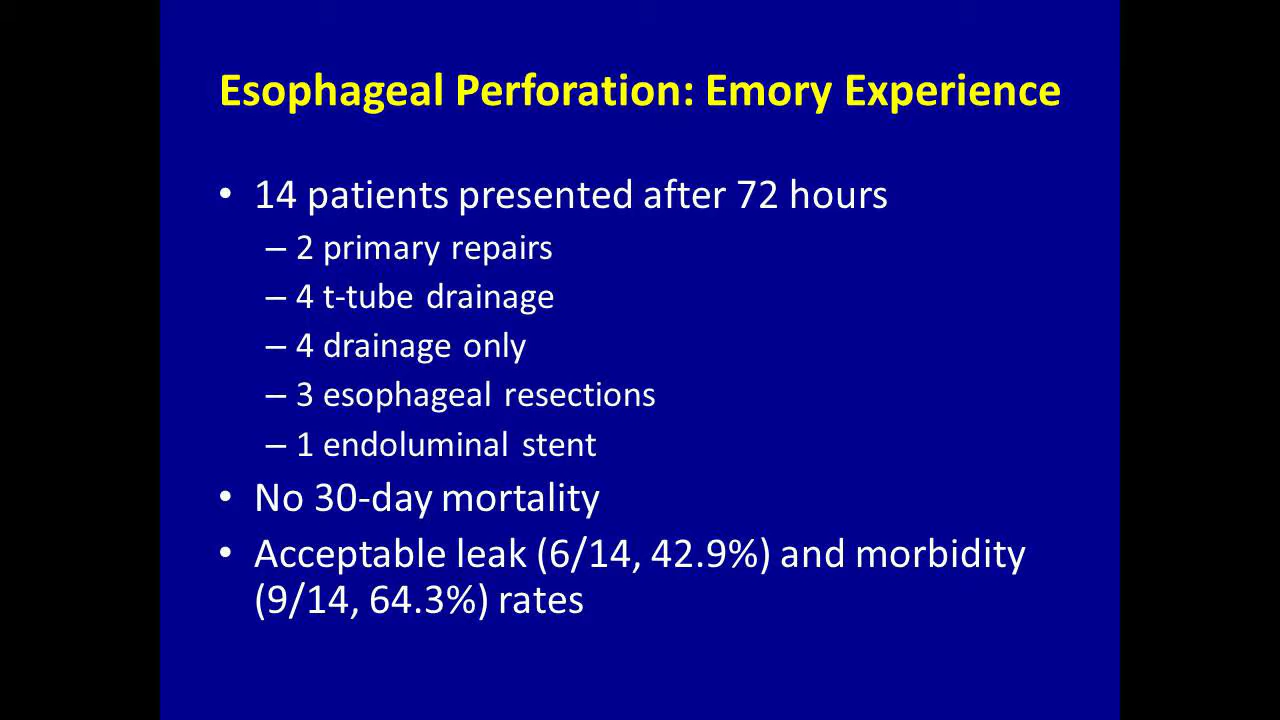 Esophageal Perforation: Emory Experience
• 14 patients presented after 72 hours
– 2 primary repairs
– 4 t-tube drainage
– 4 drainage only
– 3 esophageal resections
– 1 endoluminal stent
• No 30-day mortality
• Acceptable leak (6/14, 42.9%) and morbidity
(9/14, 64.3%) rates